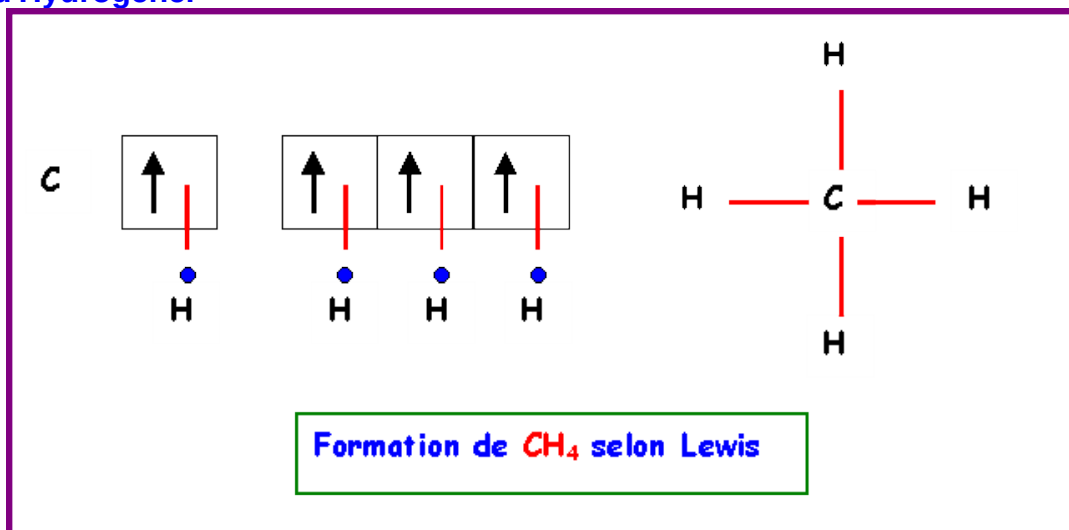 H
C
H C H
H H H H
H
Formation de CH₄ selon Lewis